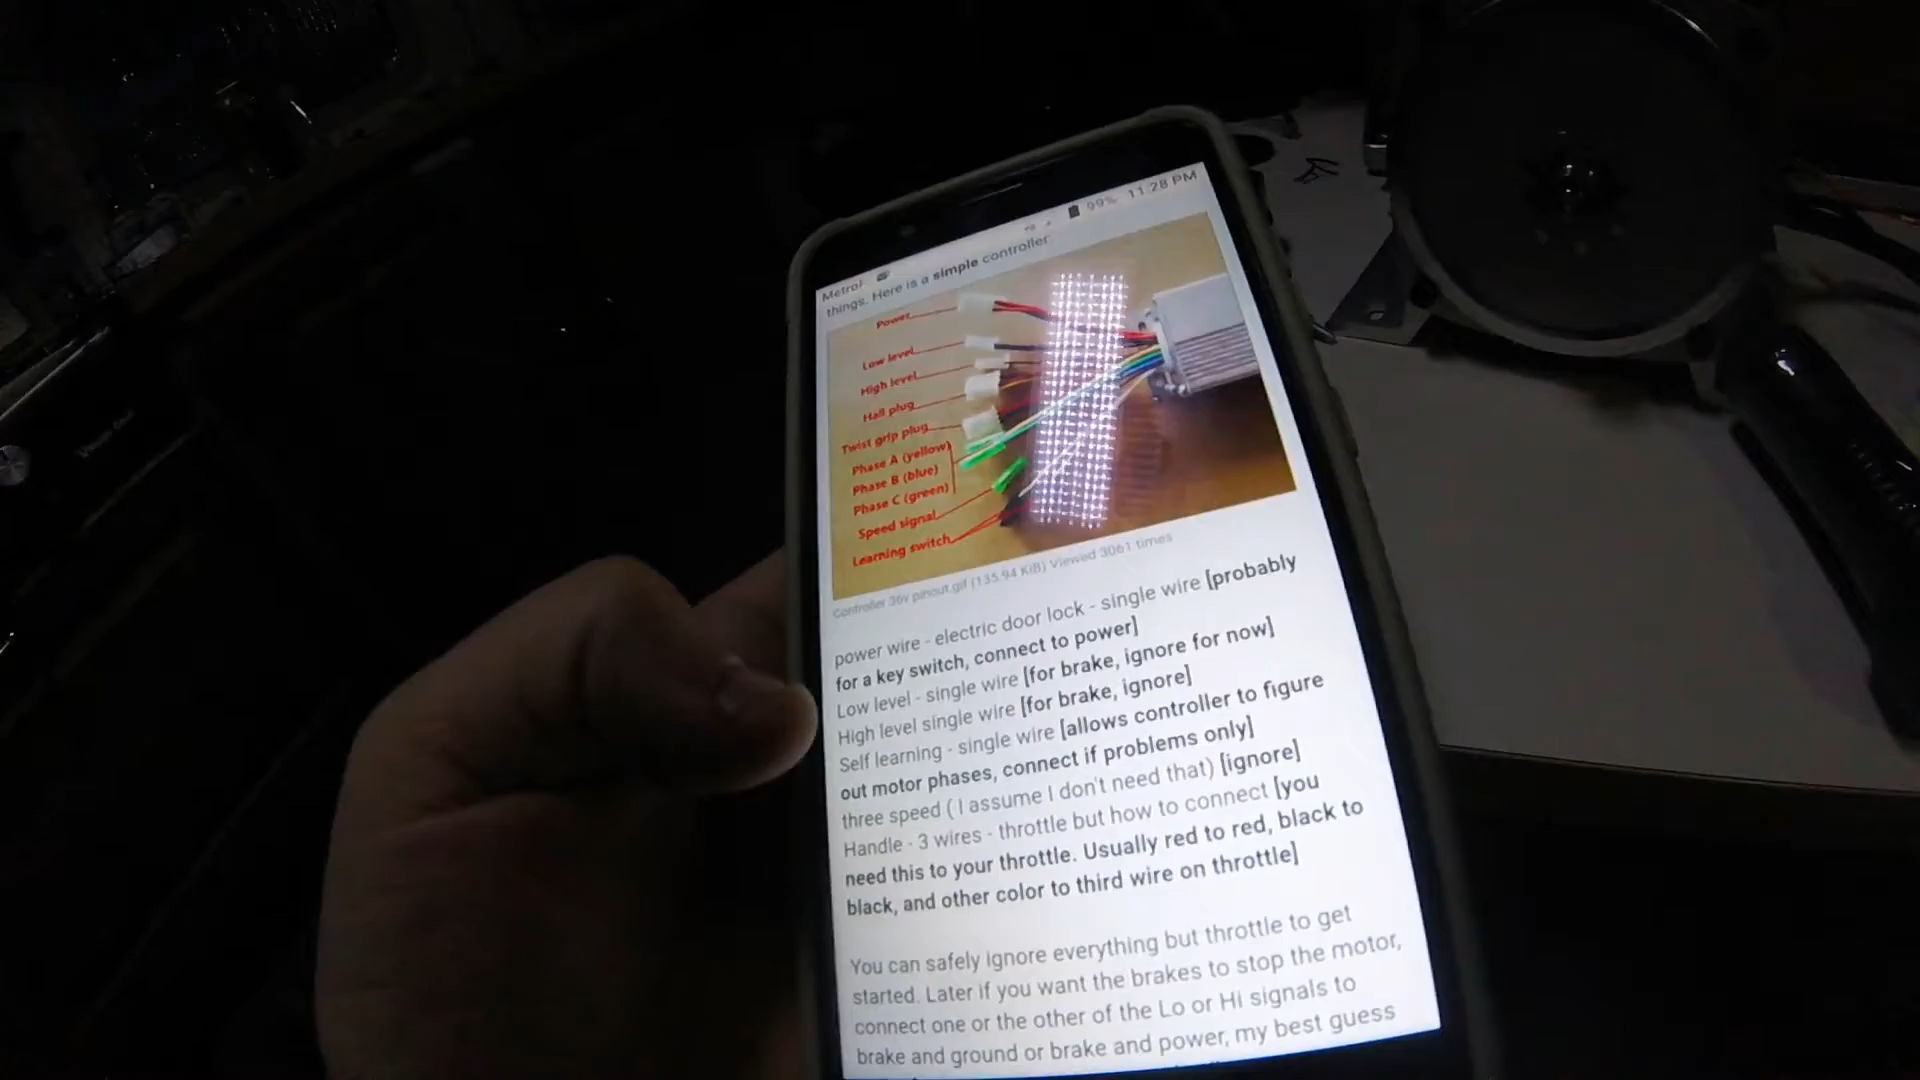 Metro
99% 11:28 PM
things. Here is a simple controller
Power
Low level
High level
Hall plug
Twist grip plug
Phase A (yellow)
Phase B (blue)
Phase C (green)
Speed signal
Learning switch
Controller 36v pinout.gif (135.94 KiB) Viewed 3061 times
power wire - electric door lock - single wire [probably
for a key switch, connect to power]
Low level - single wire [for brake, ignore for now]
High level single wire [for brake, ignore]
Self learning - single wire [allows controller to figure
out motor phases, connect if problems only]
three speed ( I assume I don't need that) [ignore]
Handle - 3 wires - throttle but how to connect [you
need this to your throttle. Usually red to red, black to
black, and other color to third wire on throttle]
You can safely ignore everything but throttle to get
started. Later if you want the brakes to stop the motor,
connect one or the other of the Lo or Hi signals to
brake and ground or brake and power, my best guess